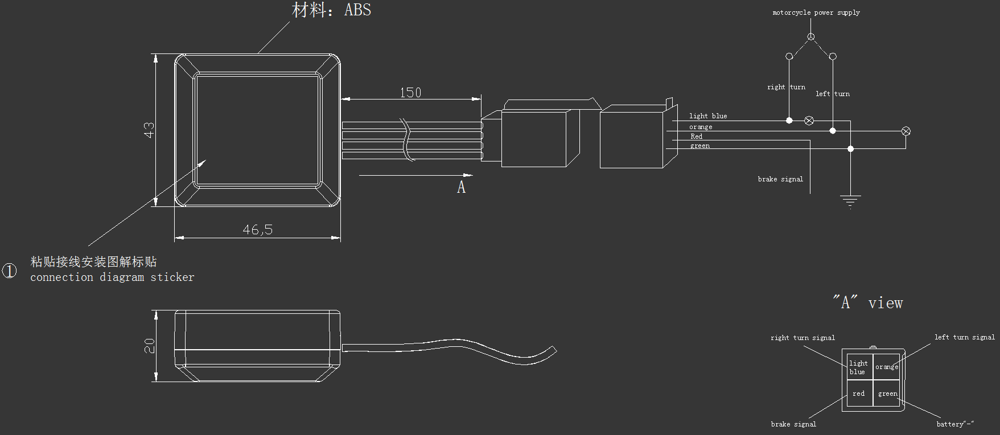 材料：ABS
motorcycle power supply
right turn
left turn
150
43
light blue
orange
Red
green
brake signal
A
46,5
① 粘贴接线安装图解标贴
connection diagram sticker
20
"A" view
right turn signal
left turn signal
light
blue
orange
red
green
brake signal
battery"-"